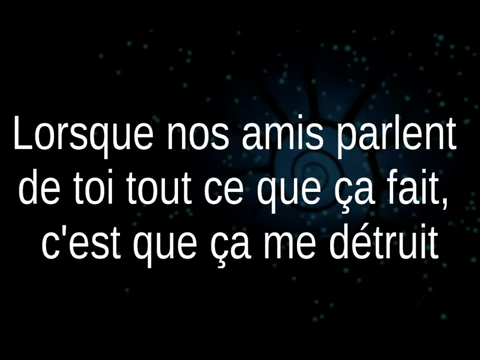 Lorsque nos amis parlent
de toi tout ce que ça fait,
c'est que ça me détruit